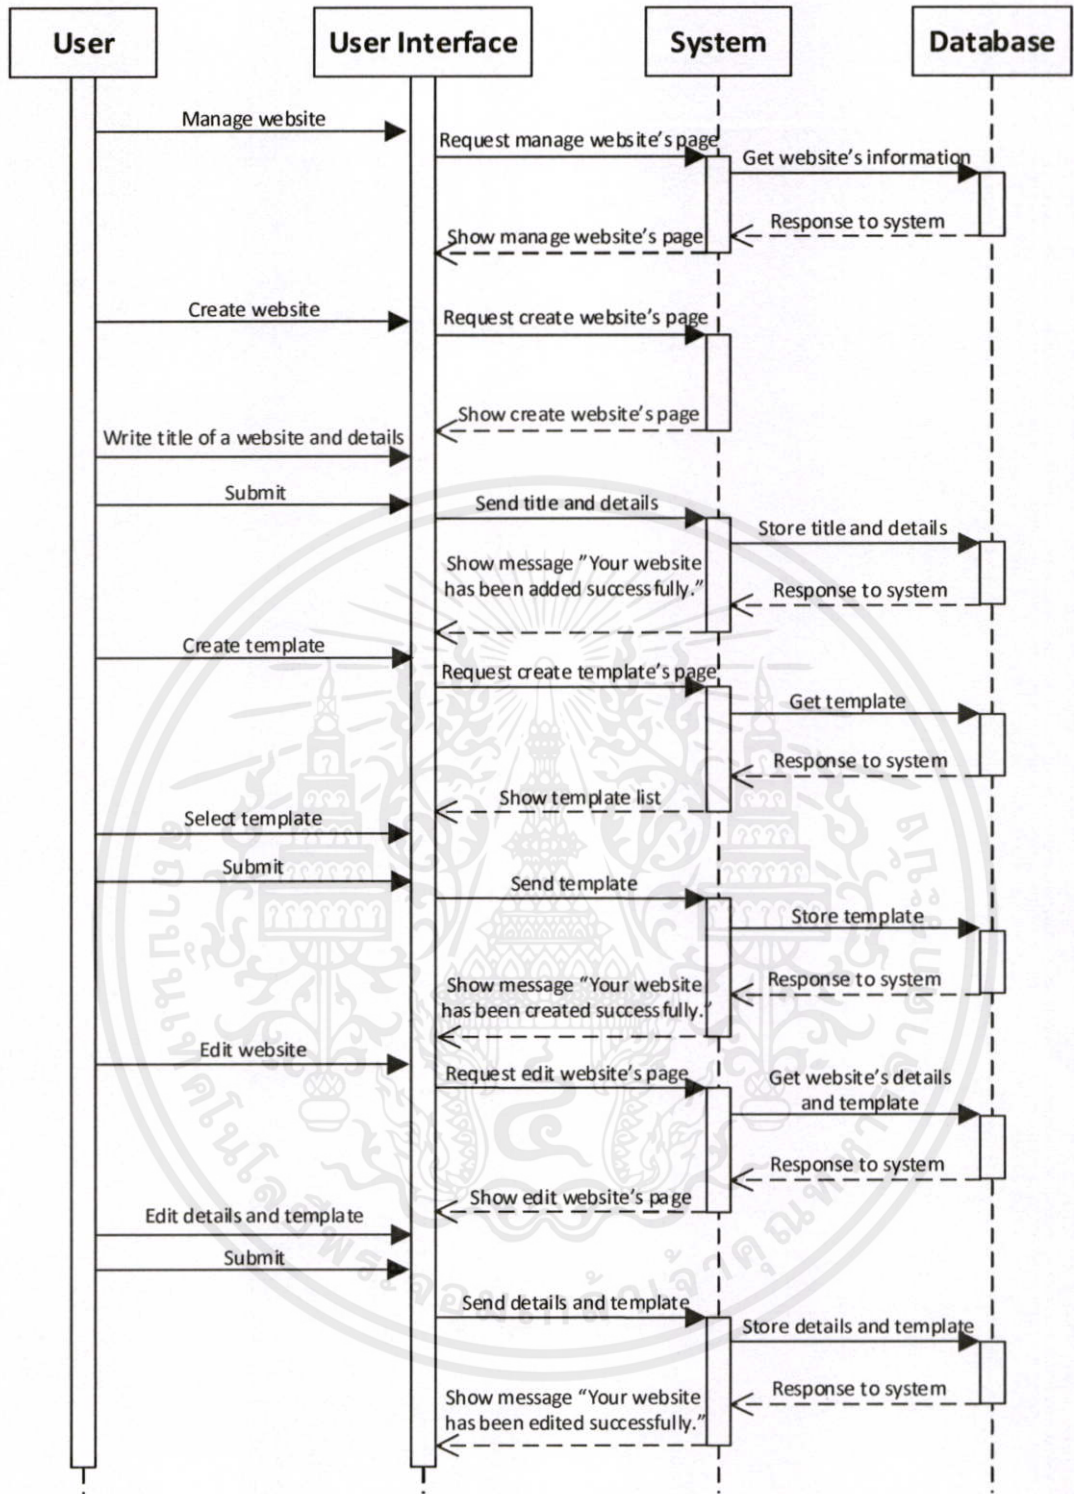 User
User Interface
System
Database
Manage website
Request manage website's page
Get website's information
Response to system
Show manage website's page
Create website
Request create website's page
Show create website's page
Write title of a website and details
Submit
Send title and details
Store title and details
Show message "Your website
has been added successfully."
Response to system
Create template
Request create template's page
Get template
Response to system
Show template list
Select template
Submit
Send template
Store template
Response to system
Show message "Your website
has been created successfully."
Edit website
Request edit website's page
Get website's details
and template
Response to system
Show edit website's page
Edit details and template
Submit
Send details and template
Store details and template
Response to system
Show message "Your website
has been edited successfully."